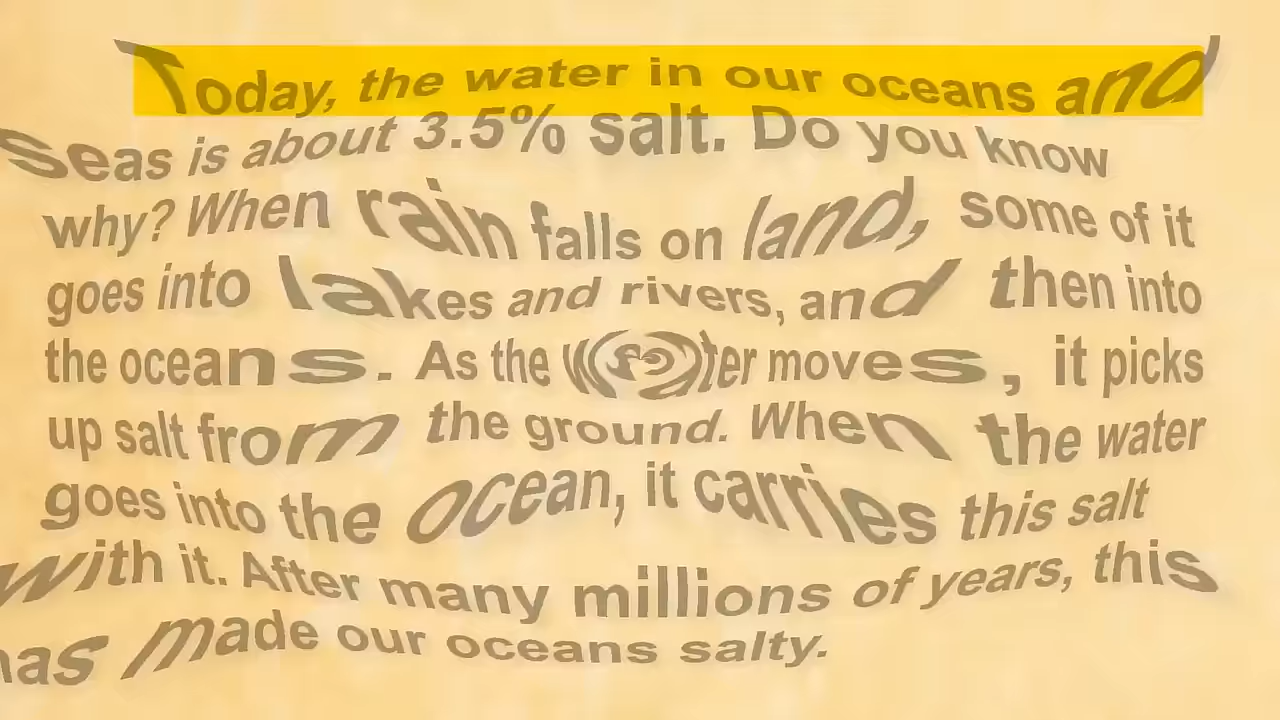 Today, the water in our oceans and
seas is about 3.5% salt. Do you know
why? When rain falls on land, some of it
goes into lakes and rivers, and then into
the oceans. As the water moves, it picks
up salt from the ground. When the water
goes into the ocean, it carries this salt
with it. After many millions of years, this
has made our oceans salty.